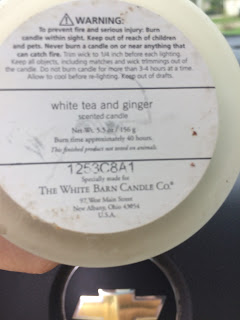 ⚠WARNING:
To prevent fire and serious injury: Burn
candle within sight. Keep out of reach of children
and pets. Never burn a candle on or near anything that
can catch fire. Trim wick to 1/4 inch before each lighting.
Keep all objects, including matches and wick trimmings out of
the candle. Do not burn candle for more than 3-4 hours at a time.
Allow to cool before re-lighting. Keep out of drafts.
white tea and ginger
scented candle
Net Wt. 5.5 oz / 156 g
Burn time approximately 40 hours.
This finished product not tested on animals.
1253C8A1
Specially made for
THE WHITE BARN CANDLE CO.®
97 West Main Street
New Albany, Ohio 43054
U.S.A.